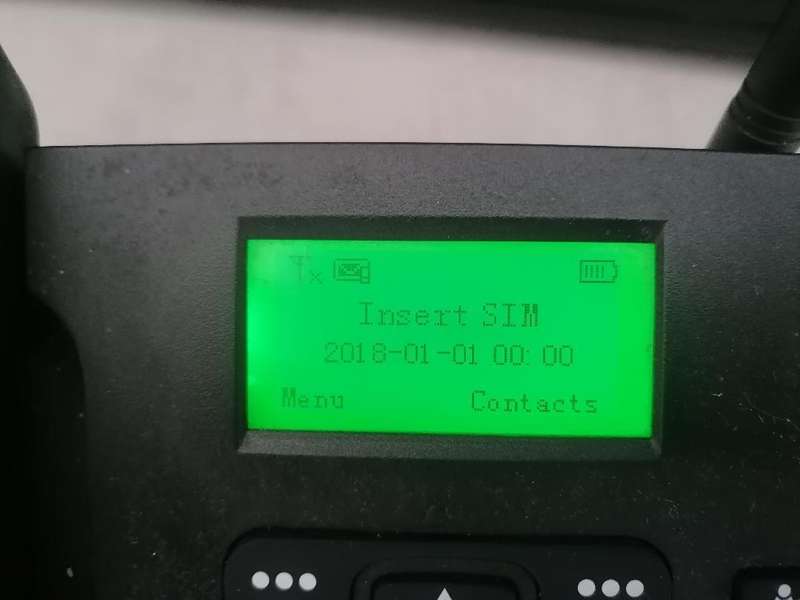 Insert SIM
2018-01-01 00:00
Menu Contacts